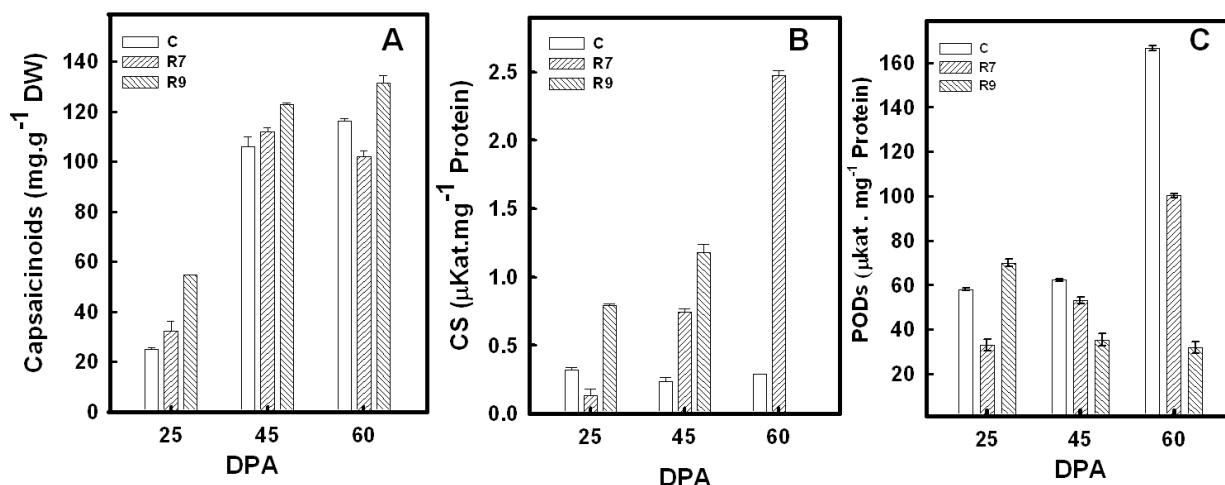 A
C
R7
R9
Capsaicinoids (mg.g-1 DW)
140
120
100
80
60
40
20
0
25 45 60
DPA
B
C
R7
R9
CS (µKat.mg-1 Protein)
2.5
2.0
1.5
1.0
0.5
0.0
25 45 60
DPA
C
C
R7
R9
PODs (µkat . mg-1 Protein)
160
140
120
100
80
60
40
20
25 45 60
DPA